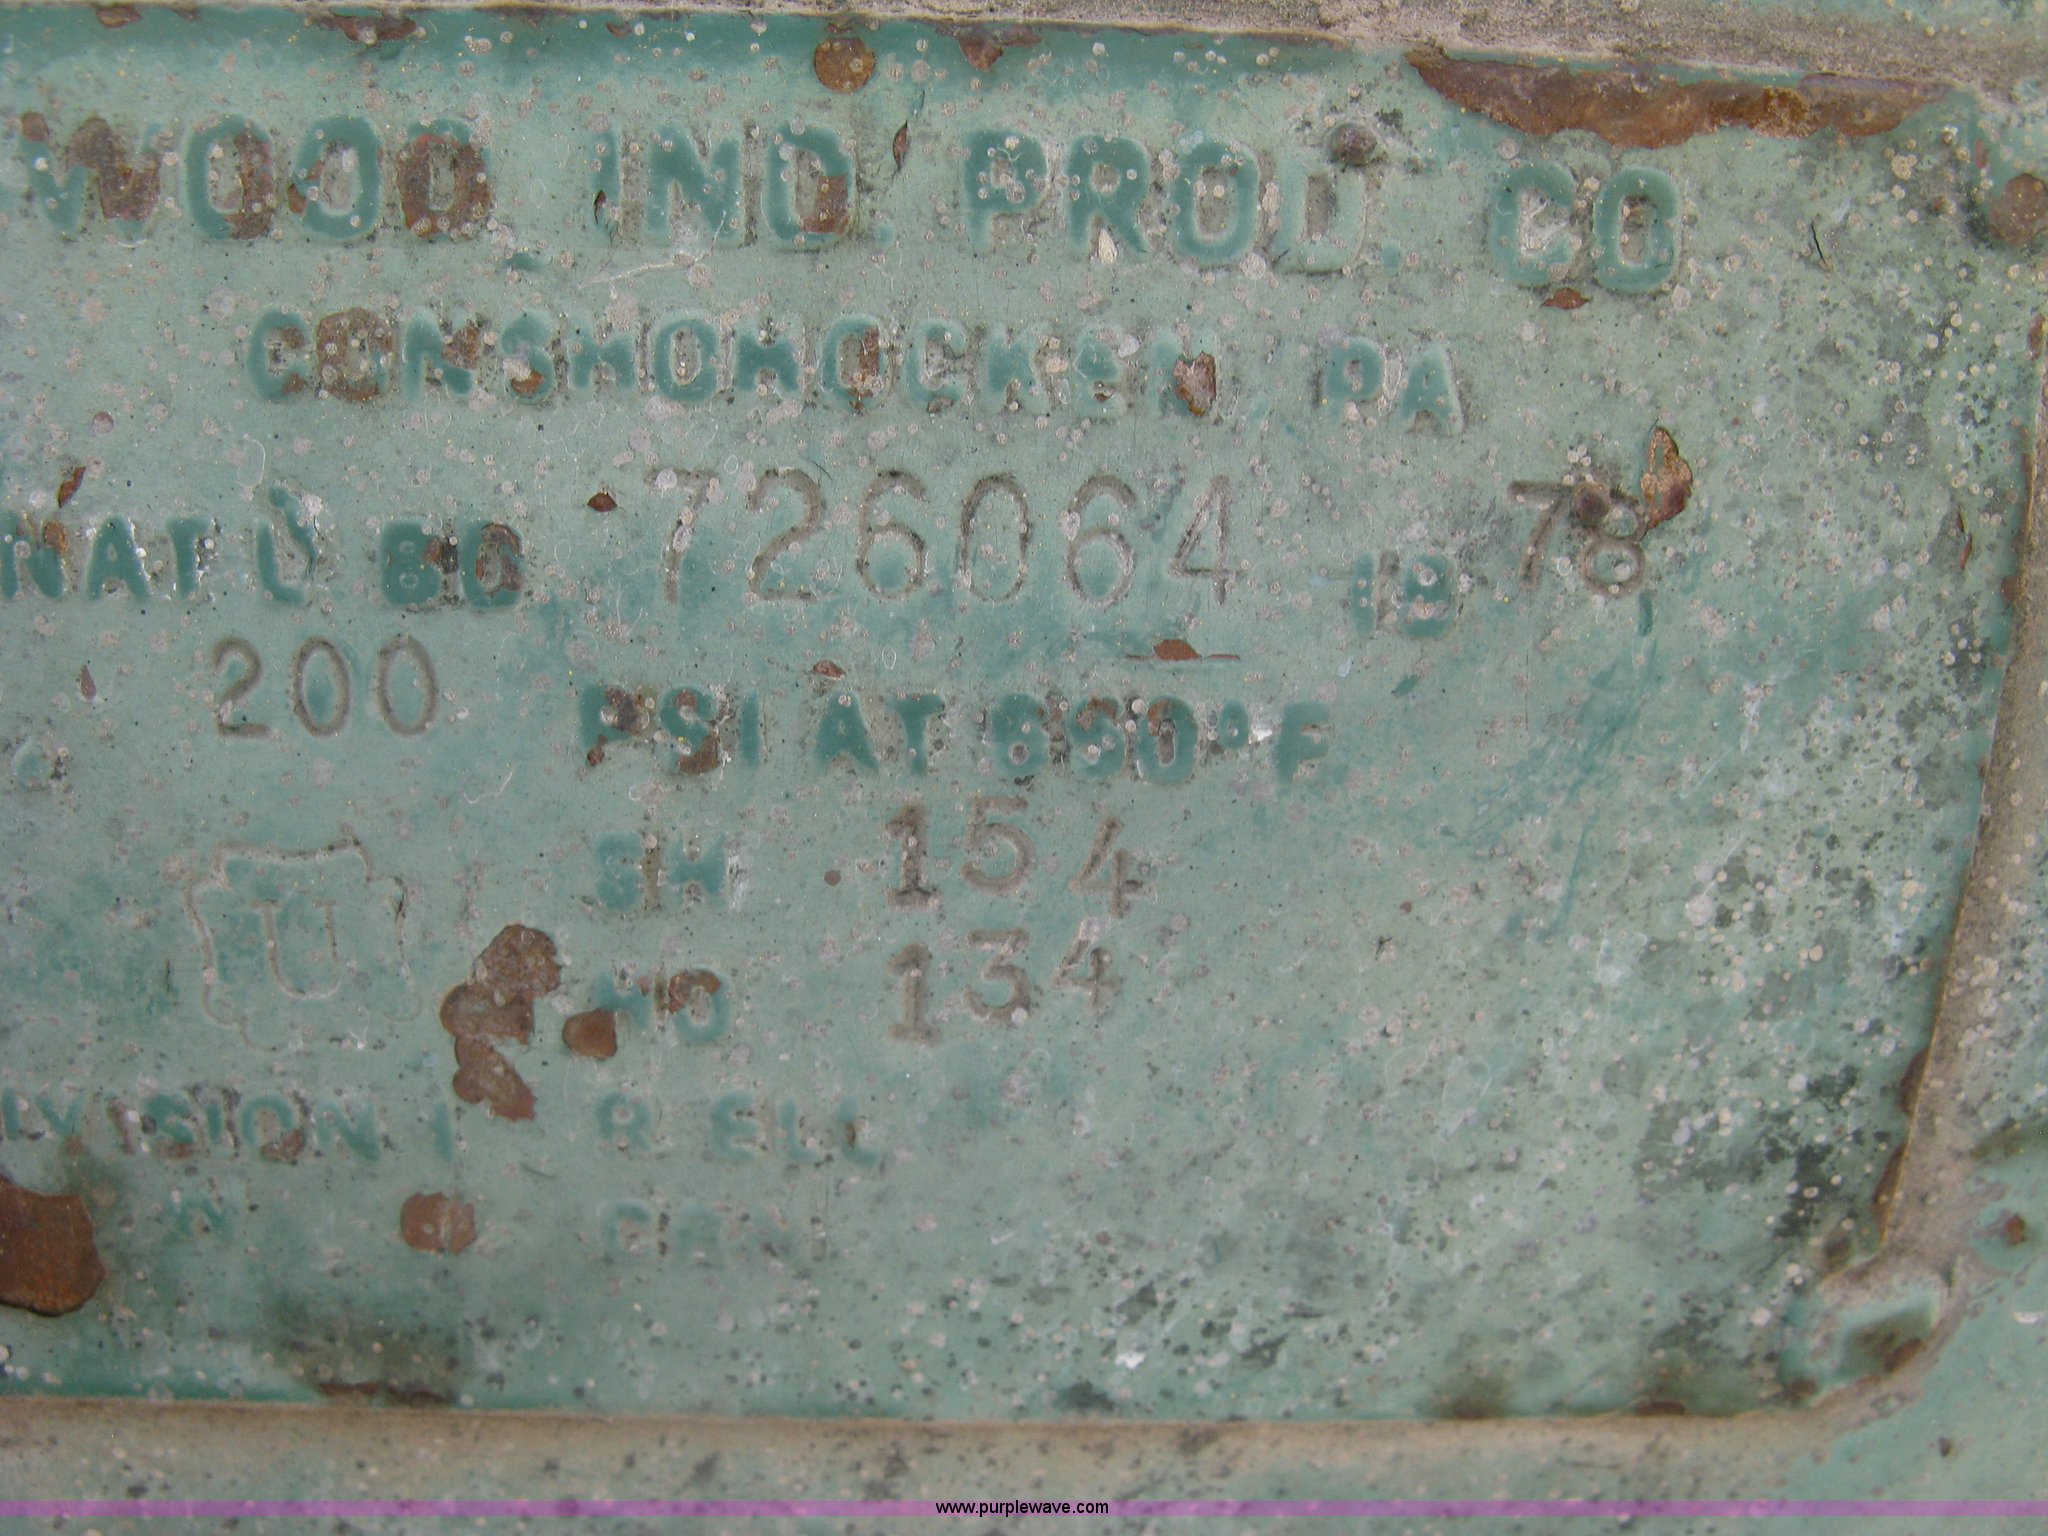 WOOD IND. PROD. CO
CONSHOHOCKEN, PA
NAT'L BD. 726064 19 78
200 PSI AT 650°F
SH 154
U HD 134
IVISION 1 R ELL
W
www.purplewave.com